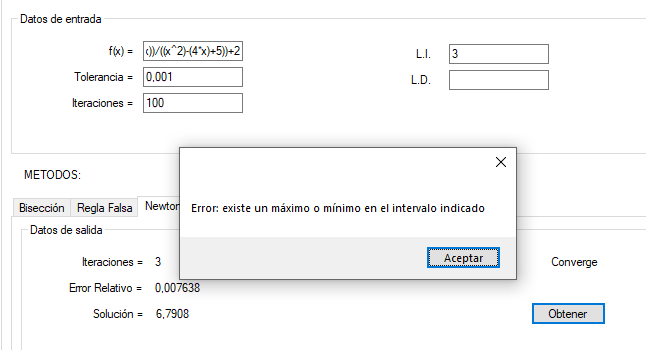 Datos de entrada
f(x) = :))/((x^2)-(4*x)+5))+2
L.I. 3
Tolerancia = 0,001
L.D.
Iteraciones = 100
METODOS:
Error: existe un máximo o mínimo en el intervalo indicado
Aceptar
Bisección Regla Falsa Newton
Datos de salida
Iteraciones = 3
Converge
Error Relativo = 0,007638
Solución = 6,7908
Obtener